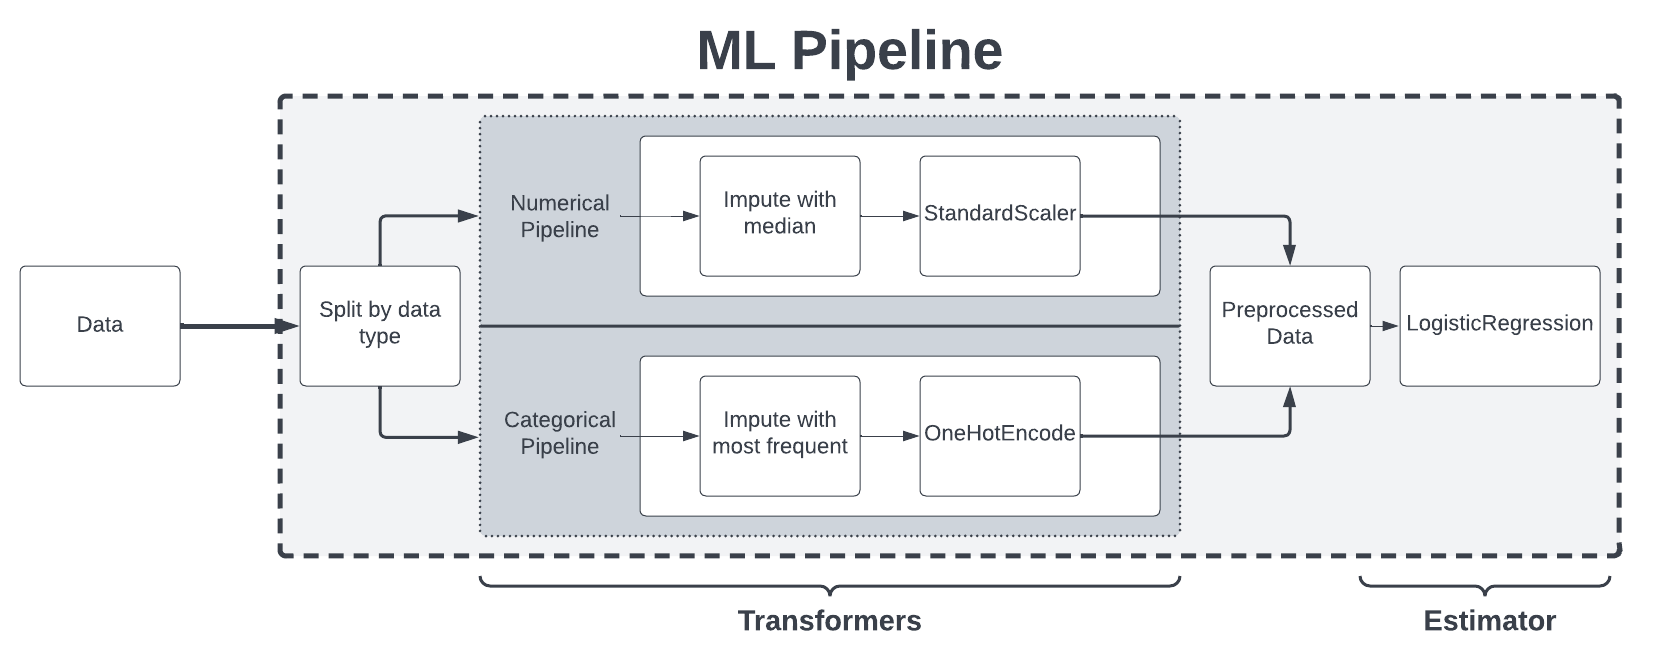 ML Pipeline
Data
Split by data
type
Numerical
Pipeline
Impute with
median
StandardScaler
Categorical
Pipeline
Impute with
most frequent
OneHotEncode
Preprocessed
Data
LogisticRegression
Transformers
Estimator